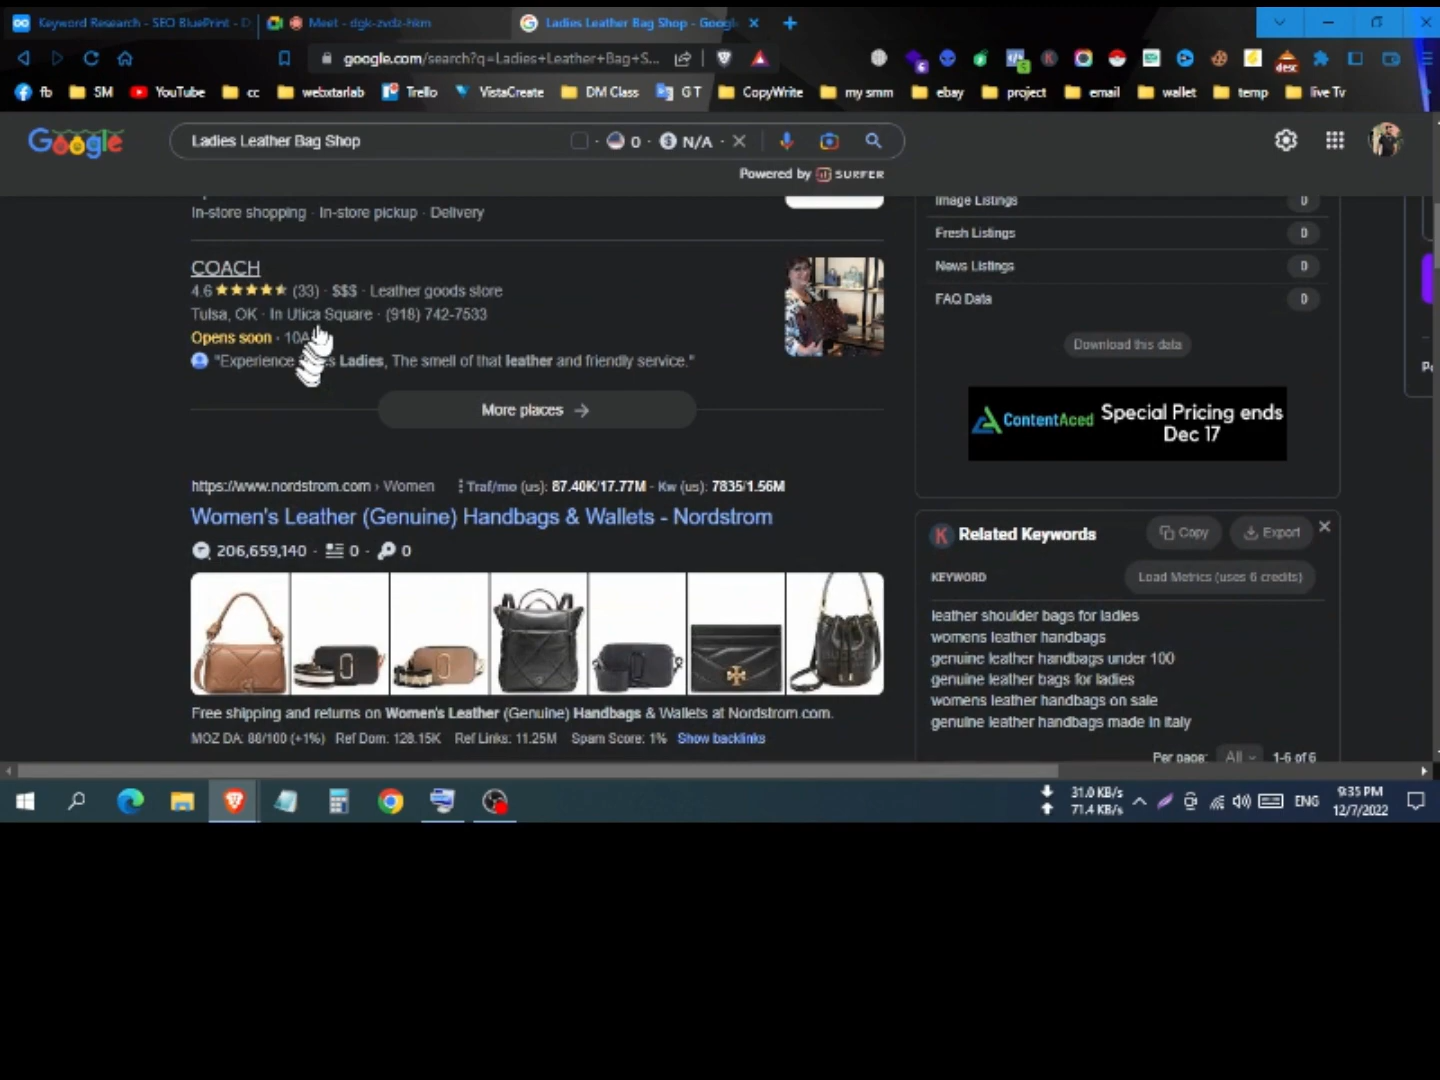 Keyword Research - SEO BluePrint - D
Meet - dgk-zvdz-hkm
Ladies Leather Bag Shop - Google
google.com/search?q=Ladies+Leather+Bag+S...
6
5
desc
fb
SM
YouTube
cc
webxtarlab
Trello
VistaCreate
DM Class
G T
CopyWrite
my smm
ebay
project
email
wallet
temp
live Tv
Google
Ladies Leather Bag Shop
0 · N/A ·
Powered by SURFER
In-store shopping · In-store pickup · Delivery
COACH
4.6 (33) · $$$ · Leather goods store
Tulsa, OK · In Utica Square · (918) 742-7533
Opens soon · 10A
"Experience Ladies, The smell of that leather and friendly service."
More places
https://www.nordstrom.com › Women
Traf/mo (us): 87.40K/17.77M - Kw (us): 7835/1.56M
Women's Leather (Genuine) Handbags & Wallets - Nordstrom
206,659,140 · 0 · 0
Free shipping and returns on Women's Leather (Genuine) Handbags & Wallets at Nordstrom.com.
MOZ DA: 88/100 (+1%) Ref Dom: 128.15K Ref Links: 11.25M Spam Score: 1% Show backlinks
Image Listings 0
Fresh Listings 0
News Listings 0
FAQ Data 0
Download this data
ContentAced Special Pricing ends
Dec 17
K Related Keywords
Copy
Export
KEYWORD
Load Metrics (uses 6 credits)
leather shoulder bags for ladies
womens leather handbags
genuine leather handbags under 100
genuine leather bags for ladies
womens leather handbags on sale
genuine leather handbags made in italy
Per page: All 1-6 of 6
31.0 KB/s
71.4 KB/s
ENG
9:35 PM
12/7/2022